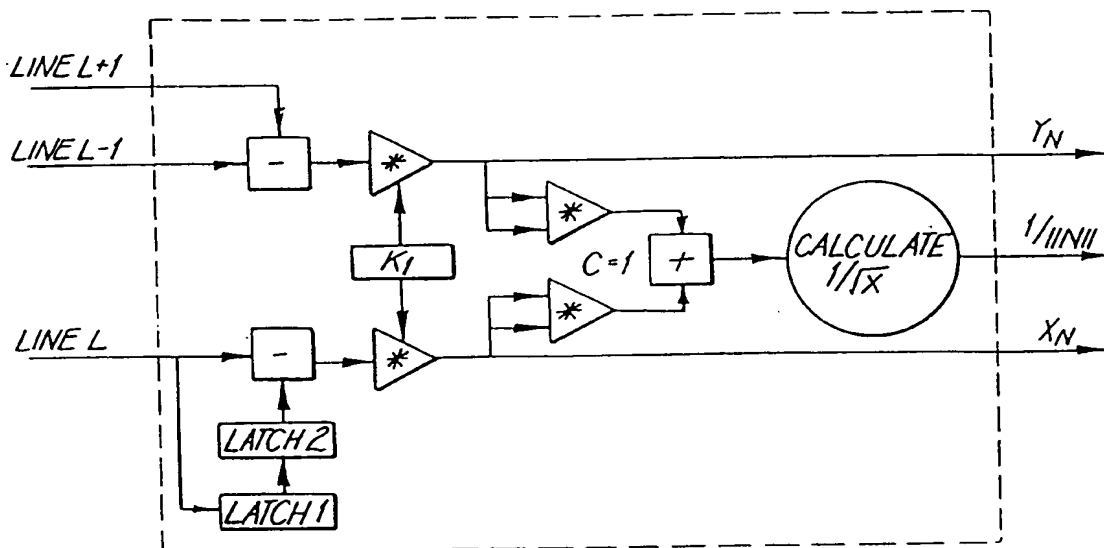 LINE L+1
LINE L-1
-
*
Y_N
*
K1
C=1
+
CALCULATE
1/√X
1/||N||
*
LINE L
-
*
X_N
LATCH 2
LATCH 1